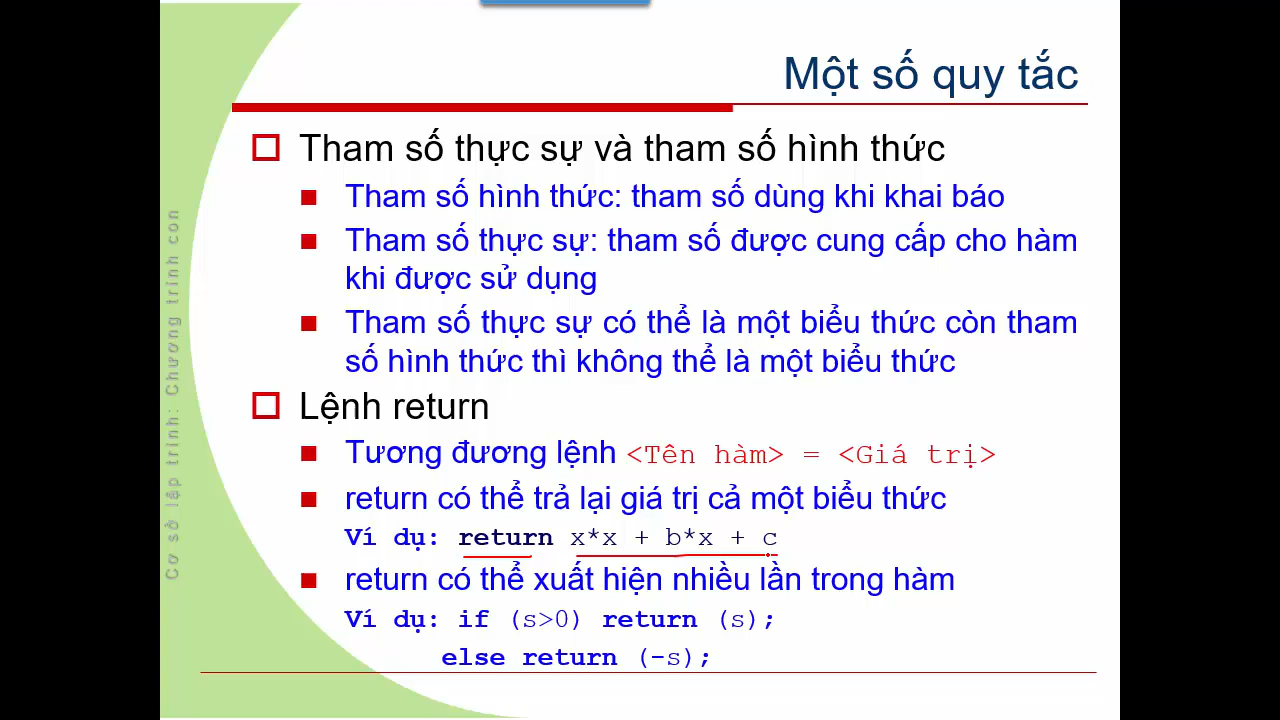 Một số quy tắc
Tham số thực sự và tham số hình thức
Tham số hình thức: tham số dùng khi khai báo
Tham số thực sự: tham số được cung cấp cho hàm
khi được sử dụng
Tham số thực sự có thể là một biểu thức còn tham
số hình thức thì không thể là một biểu thức
Lệnh return
Tương đương lệnh <Tên hàm> = <Giá trị>
return có thể trả lại giá trị cả một biểu thức
Ví dụ: return x*x + b*x + c
return có thể xuất hiện nhiều lần trong hàm
Ví dụ: if (s>0) return (s);
else return (-s);
Cơ sở lập trình: Chương trình con